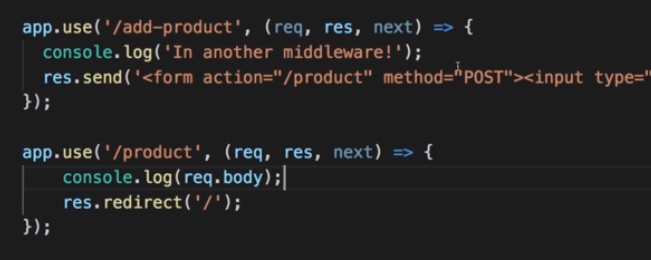 app.use('/add-product', (req, res, next) => {
  console.log('In another middleware!');
  res.send('<form action="/product" method="POST"><input type="
});

app.use('/product', (req, res, next) => {
    console.log(req.body);
    res.redirect('/');
});